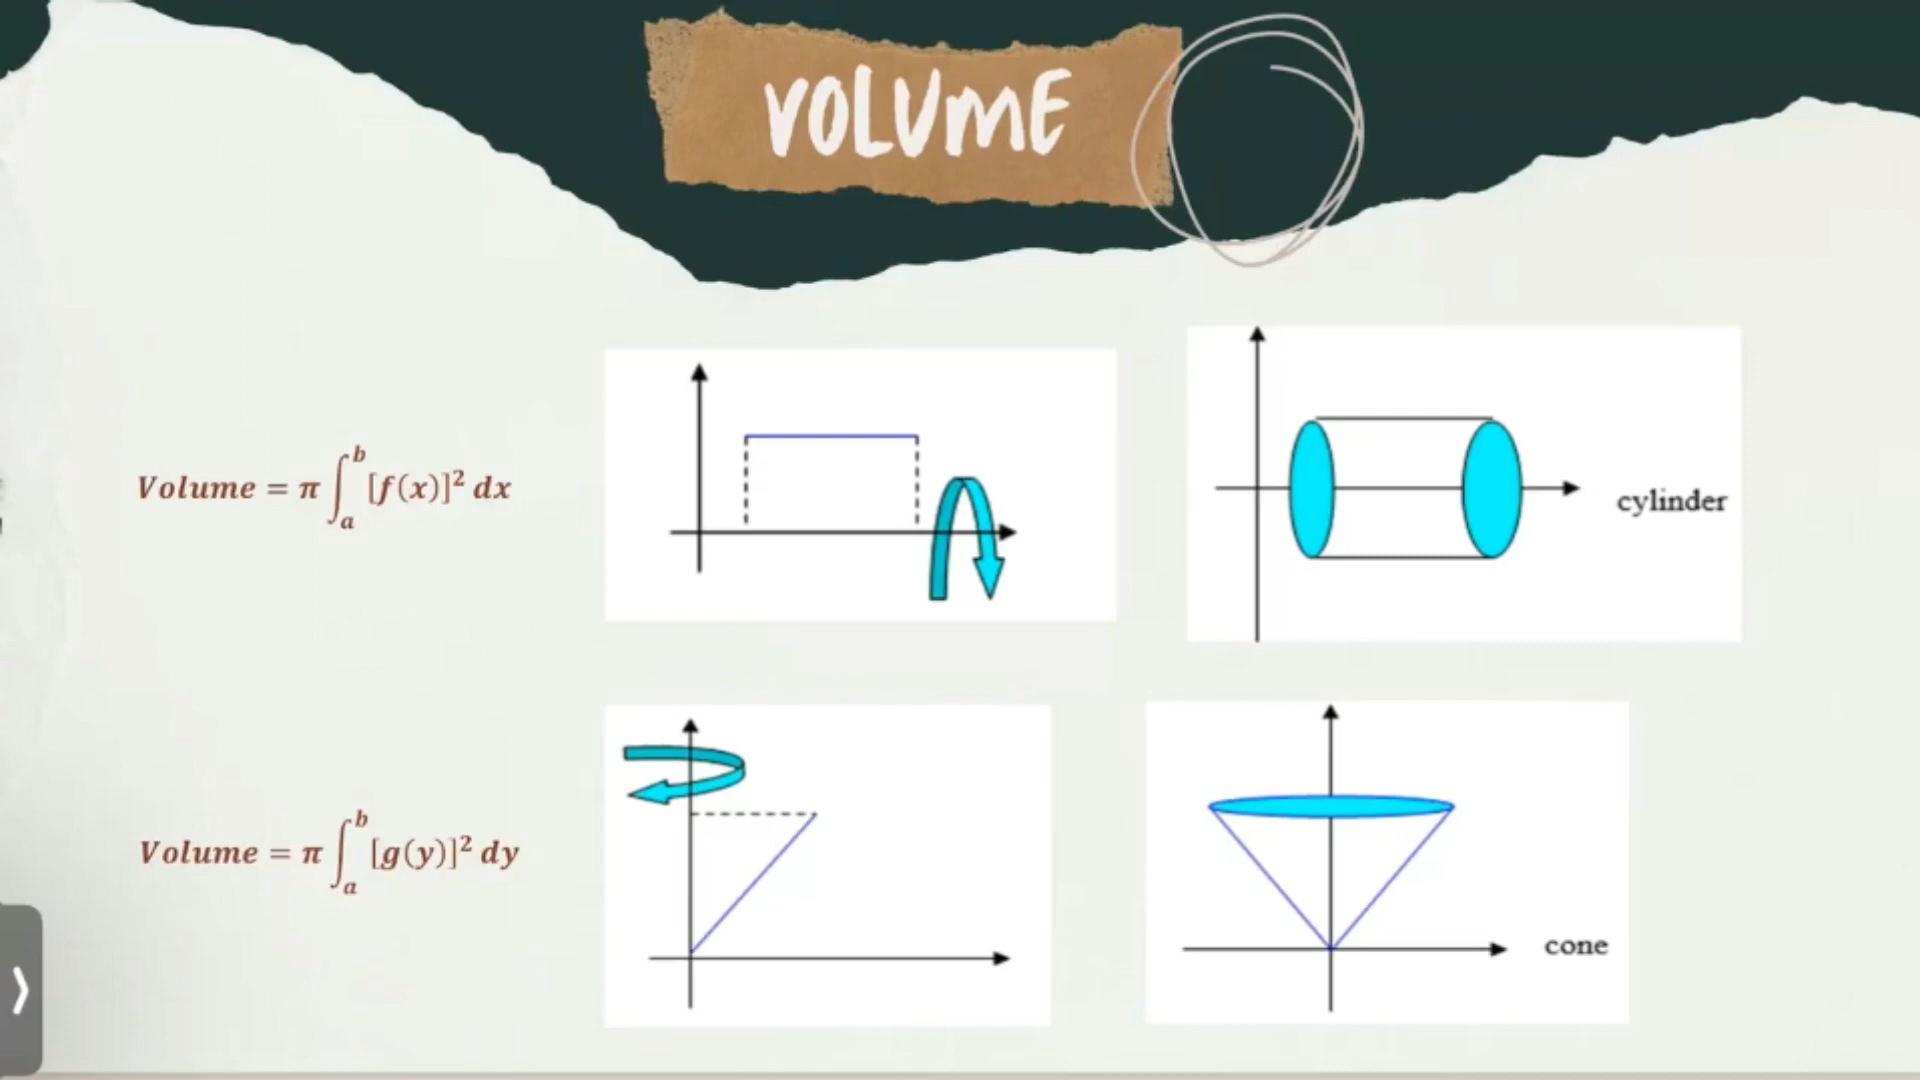 VOLUME
Volume = π ∫_a^b [f(x)]² dx
cylinder
Volume = π ∫_a^b [g(y)]² dy
cone